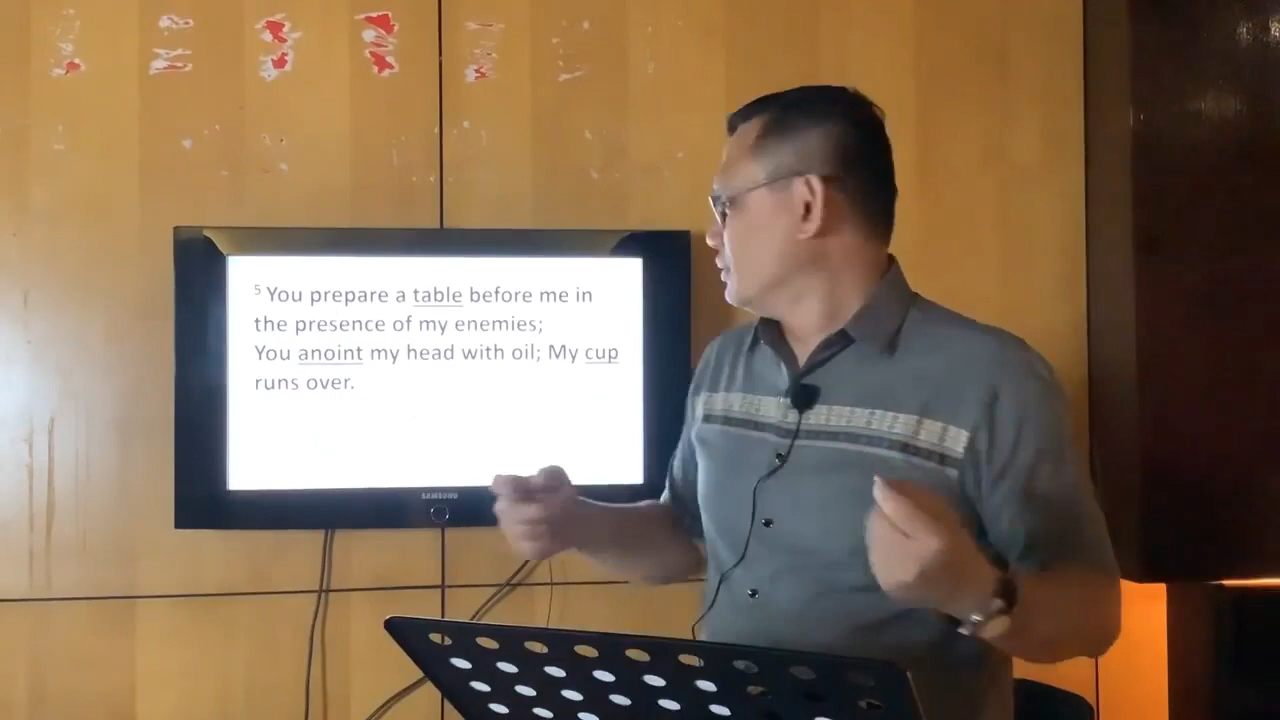 5 You prepare a table before me in
the presence of my enemies;
You anoint my head with oil; My cup
runs over.
SAMSUNG